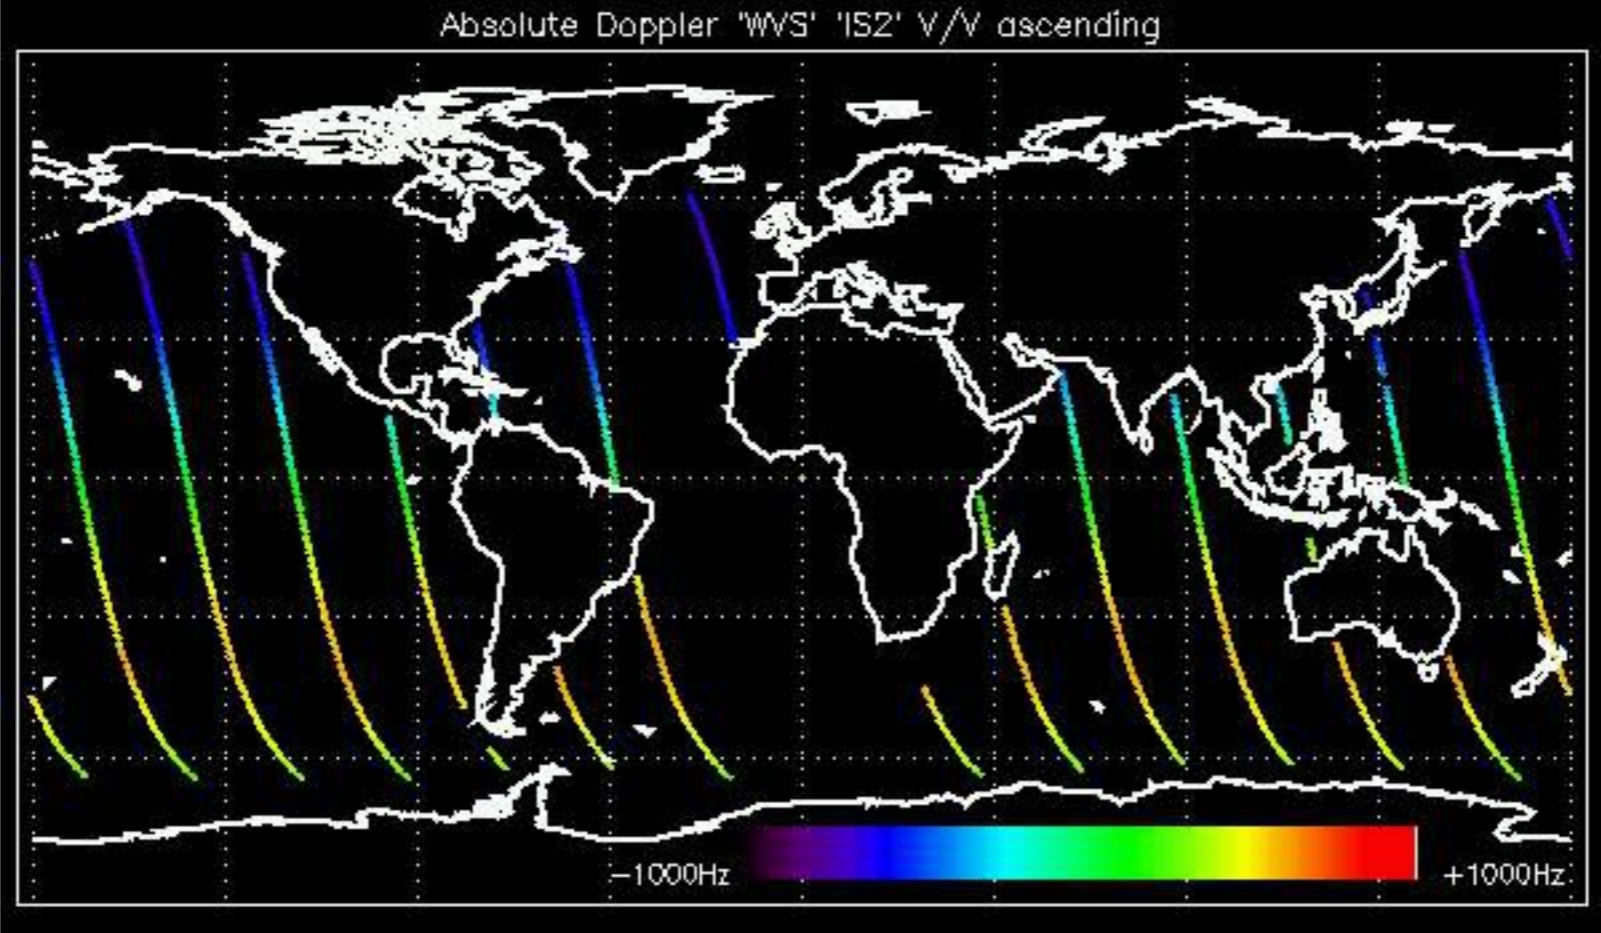 Absolute Doppler 'WVS' 'IS2' V/V ascending
−1000Hz +1000Hz